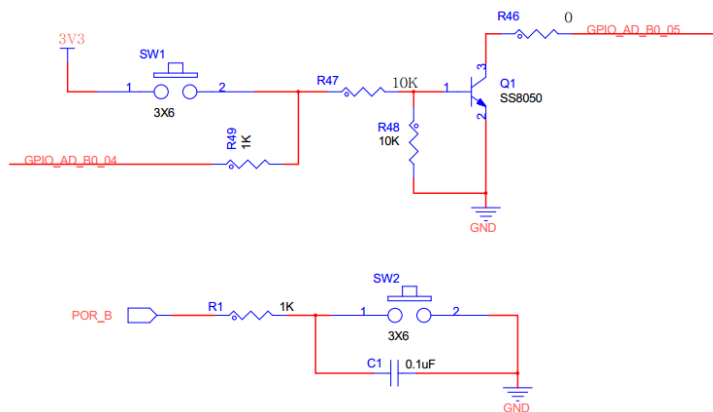 R46 0
GPIO_AD_B0_05
3V3
SW1
1 2
3X6
R47 10K
3
1
Q1
SS8050
2
R48
10K
R49
1K
GPIO_AD_B0_04
GND
SW2
POR_B
R1 1K
1 2
3X6
C1 0.1uF
GND